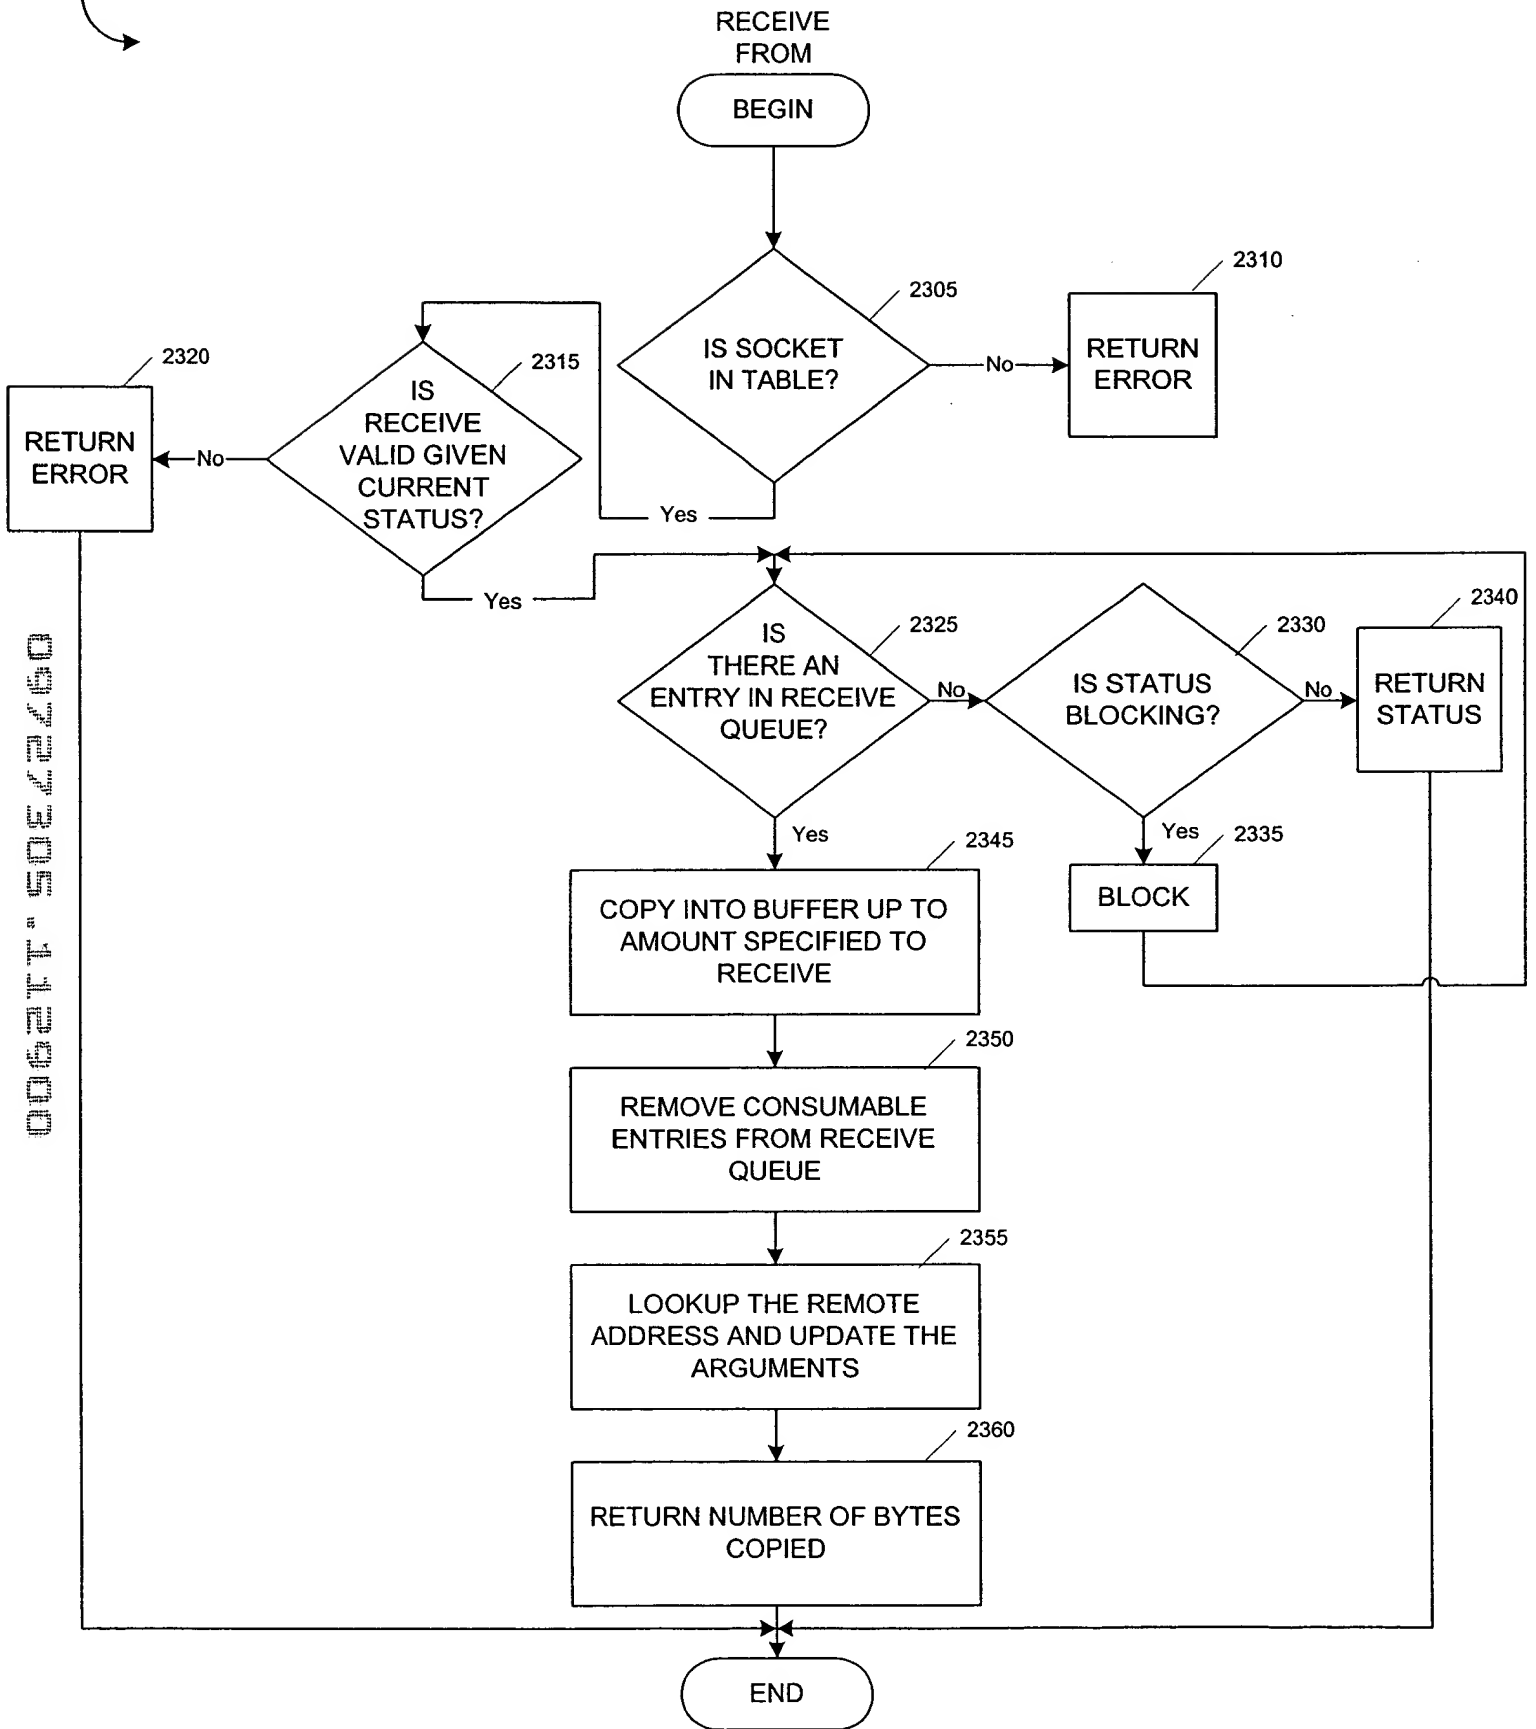 RECEIVE
FROM
BEGIN
2305
IS SOCKET
IN TABLE?
No
2310
RETURN
ERROR
Yes
2315
IS
RECEIVE
VALID GIVEN
CURRENT
STATUS?
No
2320
RETURN
ERROR
Yes
2325
IS
THERE AN
ENTRY IN RECEIVE
QUEUE?
No
2330
IS STATUS
BLOCKING?
No
2340
RETURN
STATUS
Yes
2335
BLOCK
Yes
2345
COPY INTO BUFFER UP TO
AMOUNT SPECIFIED TO
RECEIVE
2350
REMOVE CONSUMABLE
ENTRIES FROM RECEIVE
QUEUE
2355
LOOKUP THE REMOTE
ADDRESS AND UPDATE THE
ARGUMENTS
2360
RETURN NUMBER OF BYTES
COPIED
END
09727305.112900